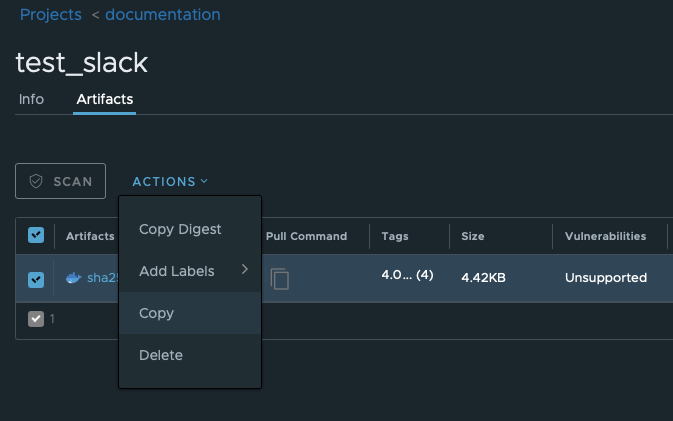 Projects < documentation
test_slack
Info Artifacts
SCAN ACTIONS
Copy Digest
Artifacts Pull Command Tags Size Vulnerabilities
Add Labels
4.0... (4) 4.42KB Unsupported
Copy
1
Delete